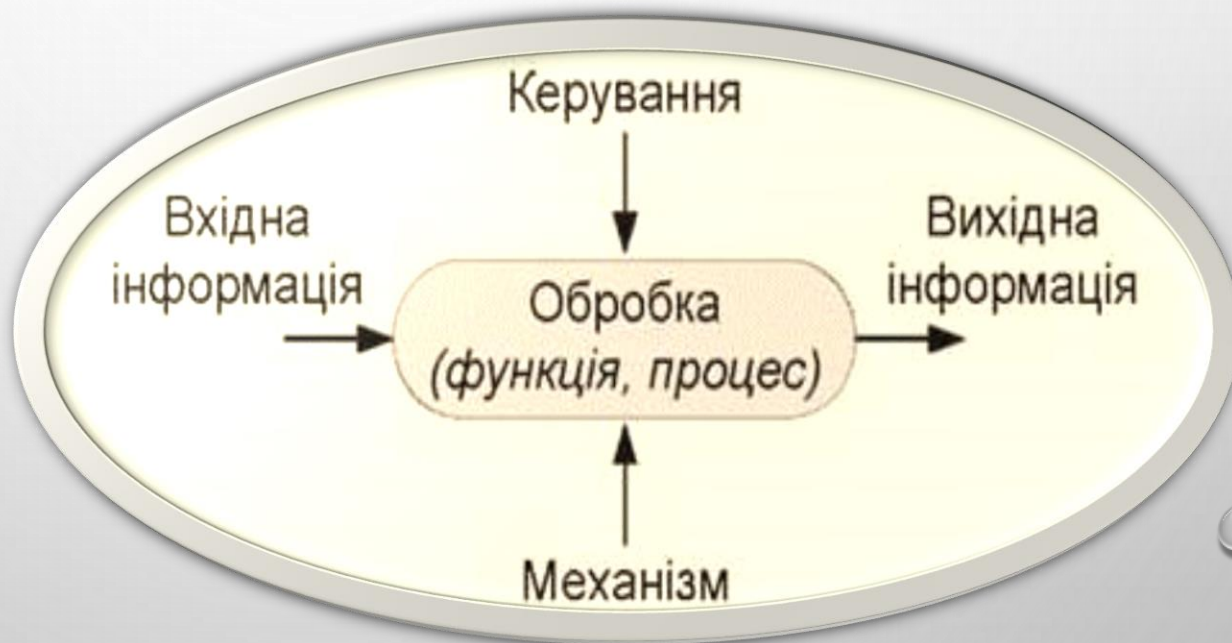 Керування
Вхідна
інформація
Вихідна
інформація
Обробка
(функція, процес)
Механізм